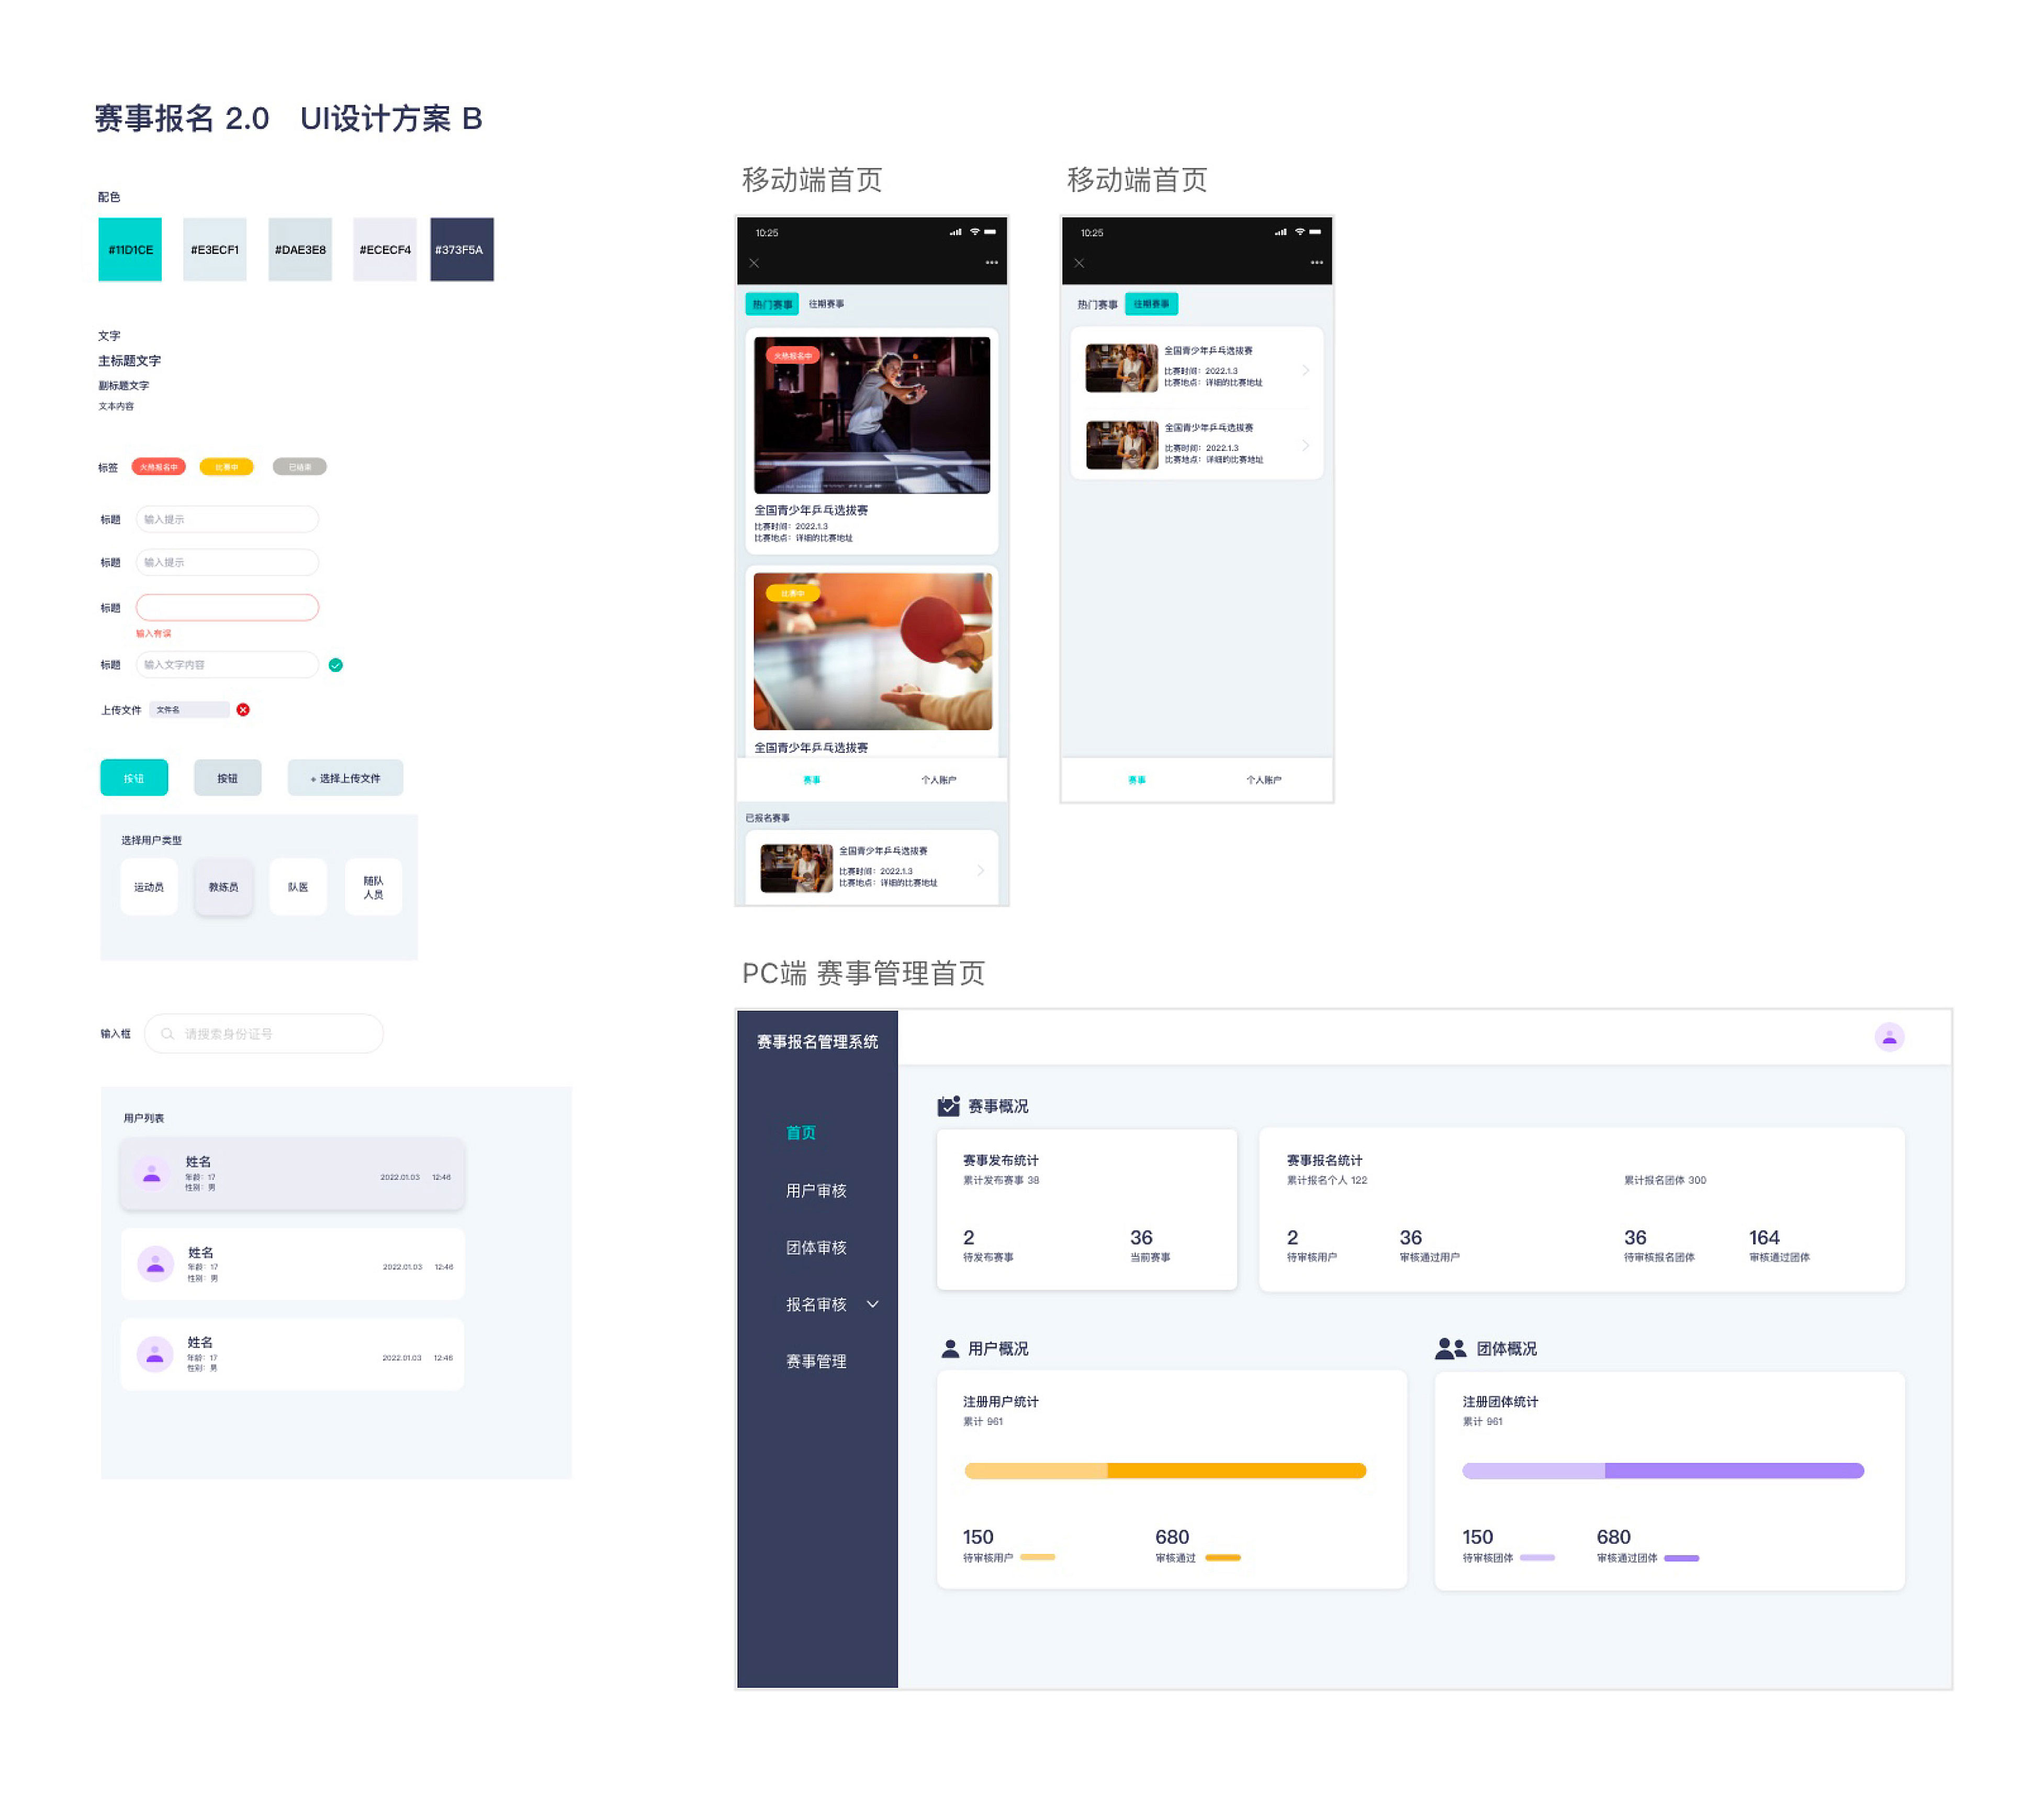 赛事报名 2.0 UI设计方案 B
配色
#11D1CE
#E3ECF1
#DAE3E8
#ECECF4
#373F5A
文字
主标题文字
副标题文字
文本内容
标签 火热报名中 比赛中 已结束
标题 输入提示
标题 输入提示
标题
输入有误
标题 输入文字内容
上传文件 文件名
按钮 按钮 + 选择上传文件
选择用户类型
运动员 教练员 队医 随队
人员
输入框 请搜索身份证号
用户列表
姓名
年龄：17
性别：男
2022.01.03 12:46
姓名
年龄：17
性别：男
2022.01.03 12:46
姓名
年龄：17
性别：男
2022.01.03 12:46
移动端首页
10:25
热门赛事 往期赛事
火热报名中
全国青少年乒乓选拔赛
比赛时间：2022.1.3
比赛地点：详细的比赛地址
比赛中
全国青少年乒乓选拔赛
赛事 个人账户
已报名赛事
全国青少年乒乓选拔赛
比赛时间：2022.1.3
比赛地点：详细的比赛地址
移动端首页
10:25
热门赛事 往期赛事
全国青少年乒乓选拔赛
比赛时间：2022.1.3
比赛地点：详细的比赛地址
全国青少年乒乓选拔赛
比赛时间：2022.1.3
比赛地点：详细的比赛地址
赛事 个人账户
PC端 赛事管理首页
赛事报名管理系统
首页
用户审核
团体审核
报名审核
赛事管理
赛事概况
赛事发布统计
累计发布赛事 38
2 36
待发布赛事 当前赛事
赛事报名统计
累计报名个人 122 累计报名团体 300
2 36 36 164
待审核用户 审核通过用户 待审核报名团体 审核通过团体
用户概况
注册用户统计
累计 961
150 680
待审核用户 审核通过
团体概况
注册团体统计
累计 961
150 680
待审核团体 审核通过团体